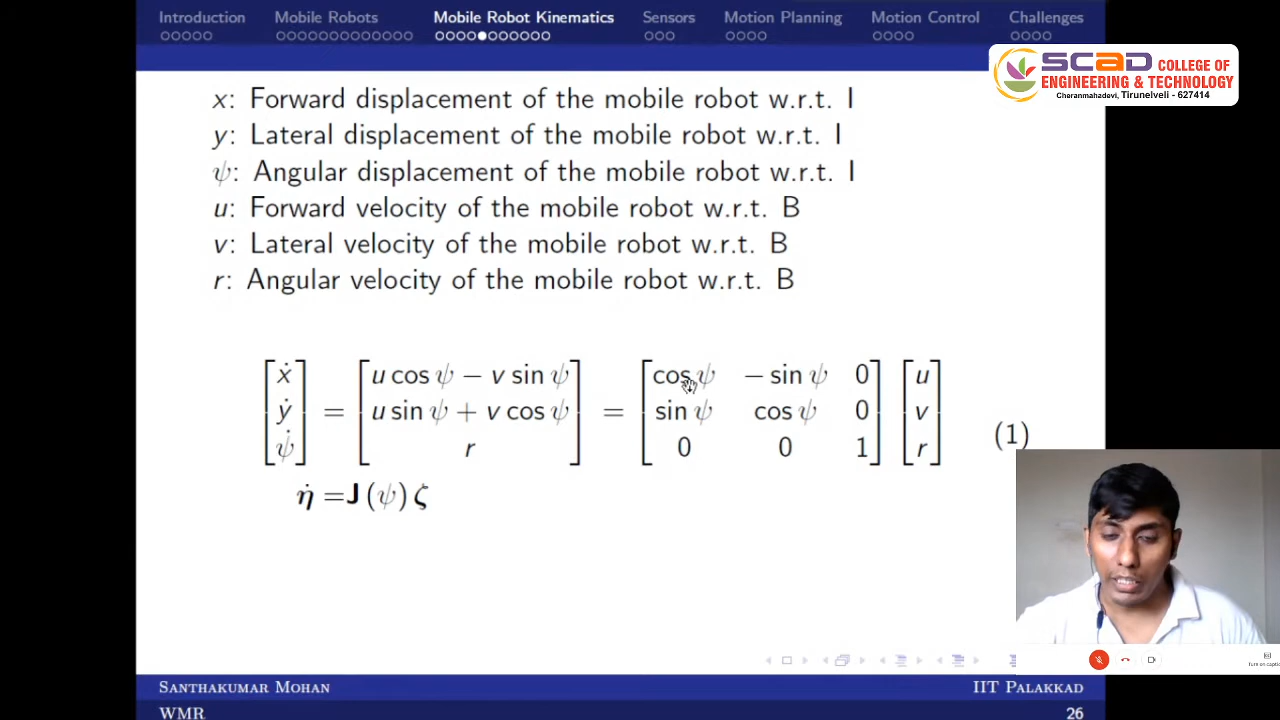 Introduction
Mobile Robots
Mobile Robot Kinematics
Sensors
Motion Planning
Motion Control
Challenges
SCAD COLLEGE OF
ENGINEERING & TECHNOLOGY
Cheranmahadevi, Tirunelveli - 627414
x: Forward displacement of the mobile robot w.r.t. I
y: Lateral displacement of the mobile robot w.r.t. I
ψ: Angular displacement of the mobile robot w.r.t. I
u: Forward velocity of the mobile robot w.r.t. B
v: Lateral velocity of the mobile robot w.r.t. B
r: Angular velocity of the mobile robot w.r.t. B
[ẋ] [u cos ψ − v sin ψ] [cos ψ − sin ψ 0] [u]
[ẏ] = [u sin ψ + v cos ψ] = [sin ψ cos ψ 0] [v] (1)
[ψ̇] [r] [0 0 1] [r]
η̇ = J (ψ) ζ
Turn on captio
Santhakumar Mohan
IIT Palakkad
WMR
26